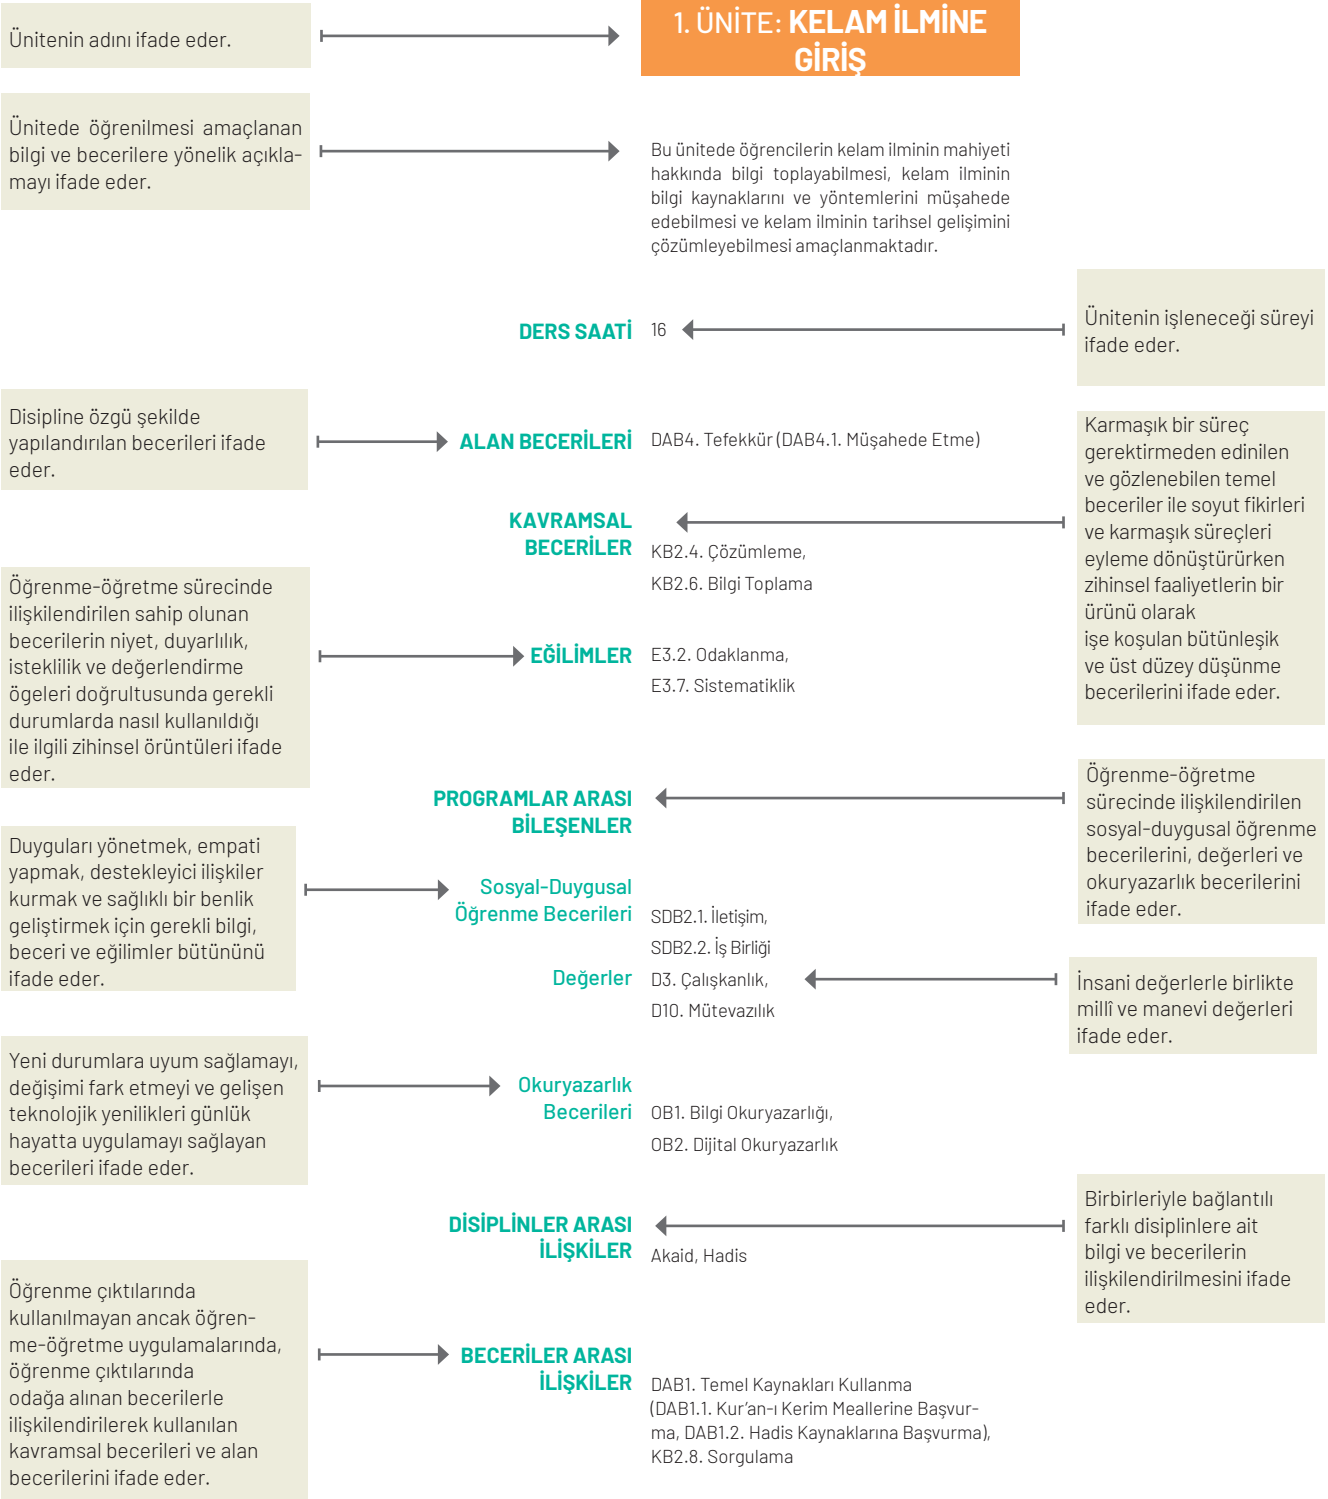 Ünitenin adını ifade eder.
1. ÜNİTE: KELAM İLMİNE
GİRİŞ
Ünitede öğrenilmesi amaçlanan
bilgi ve becerilere yönelik açıkla-
mayı ifade eder.
Bu ünitede öğrencilerin kelam ilminin mahiyeti
hakkında bilgi toplayabilmesi, kelam ilminin
bilgi kaynaklarını ve yöntemlerini müşahede
edebilmesi ve kelam ilminin tarihsel gelişimini
çözümleyebilmesi amaçlanmaktadır.
DERS SAATİ
16
Ünitenin işleneceği süreyi
ifade eder.
Disipline özgü şekilde
yapılandırılan becerileri ifade
eder.
ALAN BECERİLERİ
DAB4. Tefekkür (DAB4.1. Müşahede Etme)
Karmaşık bir süreç
gerektirmeden edinilen
ve gözlenebilen temel
beceriler ile soyut fikirleri
ve karmaşık süreçleri
eyleme dönüştürürken
zihinsel faaliyetlerin bir
ürünü olarak
işe koşulan bütünleşik
ve üst düzey düşünme
becerilerini ifade eder.
KAVRAMSAL
BECERİLER
KB2.4. Çözümleme,
KB2.6. Bilgi Toplama
Öğrenme-öğretme sürecinde
ilişkilendirilen sahip olunan
becerilerin niyet, duyarlılık,
isteklilik ve değerlendirme
ögeleri doğrultusunda gerekli
durumlarda nasıl kullanıldığı
ile ilgili zihinsel örüntüleri ifade
eder.
EĞİLİMLER
E3.2. Odaklanma,
E3.7. Sistematiklik
PROGRAMLAR ARASI
BİLEŞENLER
Öğrenme-öğretme
sürecinde ilişkilendirilen
sosyal-duygusal öğrenme
becerilerini, değerleri ve
okuryazarlık becerilerini
ifade eder.
Duyguları yönetmek, empati
yapmak, destekleyici ilişkiler
kurmak ve sağlıklı bir benlik
geliştirmek için gerekli bilgi,
beceri ve eğilimler bütününü
ifade eder.
Sosyal-Duygusal
Öğrenme Becerileri
SDB2.1. İletişim,
SDB2.2. İş Birliği
Değerler
D3. Çalışkanlık,
D10. Mütevazılık
İnsani değerlerle birlikte
millî ve manevi değerleri
ifade eder.
Yeni durumlara uyum sağlamayı,
değişimi fark etmeyi ve gelişen
teknolojik yenilikleri günlük
hayatta uygulamayı sağlayan
becerileri ifade eder.
Okuryazarlık
Becerileri
OB1. Bilgi Okuryazarlığı,
OB2. Dijital Okuryazarlık
DİSİPLİNLER ARASI
İLİŞKİLER
Akaid, Hadis
Birbirleriyle bağlantılı
farklı disiplinlere ait
bilgi ve becerilerin
ilişkilendirilmesini ifade
eder.
Öğrenme çıktılarında
kullanılmayan ancak öğren-
me-öğretme uygulamalarında,
öğrenme çıktılarında
odağa alınan becerilerle
ilişkilendirilerek kullanılan
kavramsal becerileri ve alan
becerilerini ifade eder.
BECERİLER ARASI
İLİŞKİLER
DAB1. Temel Kaynakları Kullanma
(DAB1.1. Kur’an-ı Kerim Meallerine Başvur-
ma, DAB1.2. Hadis Kaynaklarına Başvurma),
KB2.8. Sorgulama